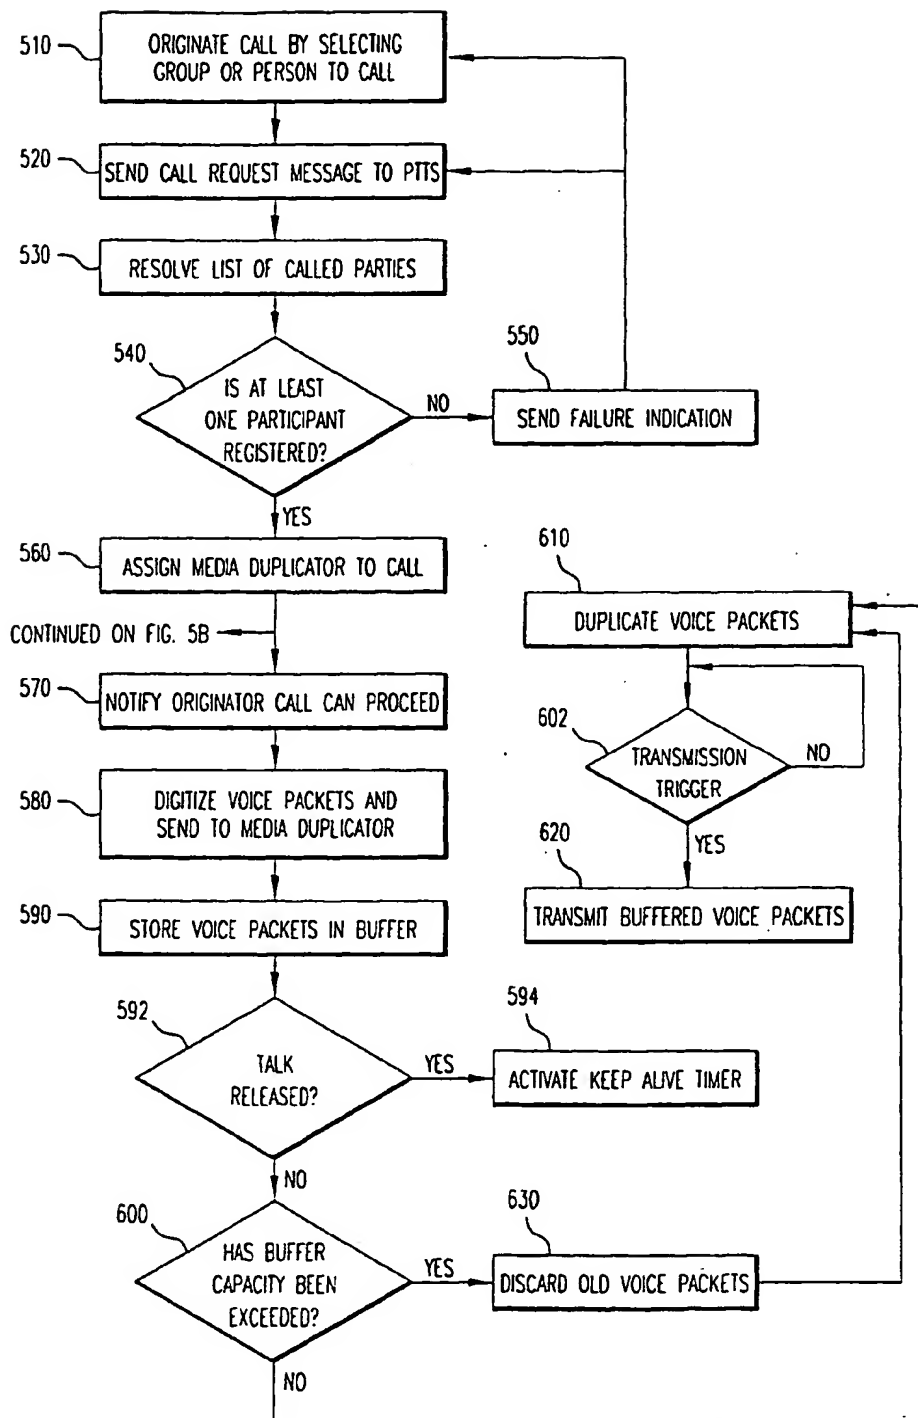 510
ORIGINATE CALL BY SELECTING
GROUP OR PERSON TO CALL
520
SEND CALL REQUEST MESSAGE TO PTTS
530
RESOLVE LIST OF CALLED PARTIES
540
IS AT LEAST
ONE PARTICIPANT
REGISTERED?
NO
550
SEND FAILURE INDICATION
YES
560
ASSIGN MEDIA DUPLICATOR TO CALL
CONTINUED ON FIG. 5B
570
NOTIFY ORIGINATOR CALL CAN PROCEED
580
DIGITIZE VOICE PACKETS AND
SEND TO MEDIA DUPLICATOR
590
STORE VOICE PACKETS IN BUFFER
592
TALK
RELEASED?
YES
594
ACTIVATE KEEP ALIVE TIMER
NO
600
HAS BUFFER
CAPACITY BEEN
EXCEEDED?
YES
630
DISCARD OLD VOICE PACKETS
NO
610
DUPLICATE VOICE PACKETS
602
TRANSMISSION
TRIGGER
NO
YES
620
TRANSMIT BUFFERED VOICE PACKETS